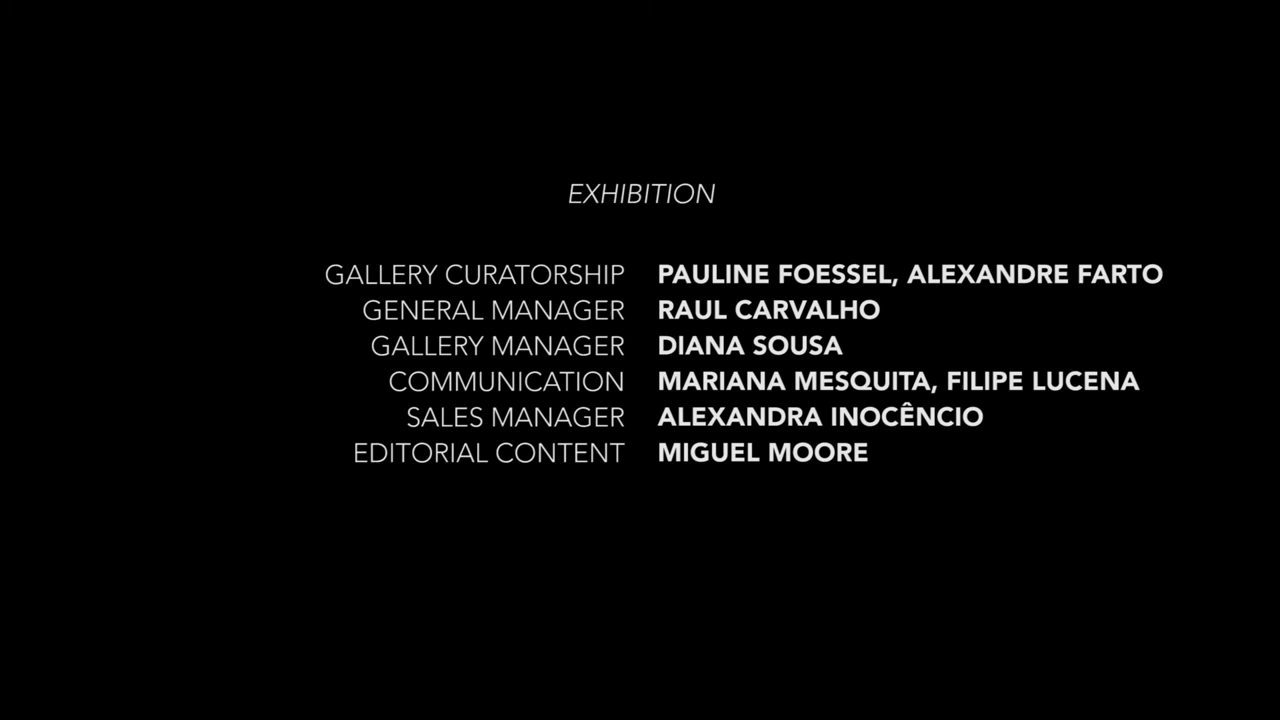 EXHIBITION
GALLERY CURATORSHIP PAULINE FOESSEL, ALEXANDRE FARTO
GENERAL MANAGER RAUL CARVALHO
GALLERY MANAGER DIANA SOUSA
COMMUNICATION MARIANA MESQUITA, FILIPE LUCENA
SALES MANAGER ALEXANDRA INOCÊNCIO
EDITORIAL CONTENT MIGUEL MOORE